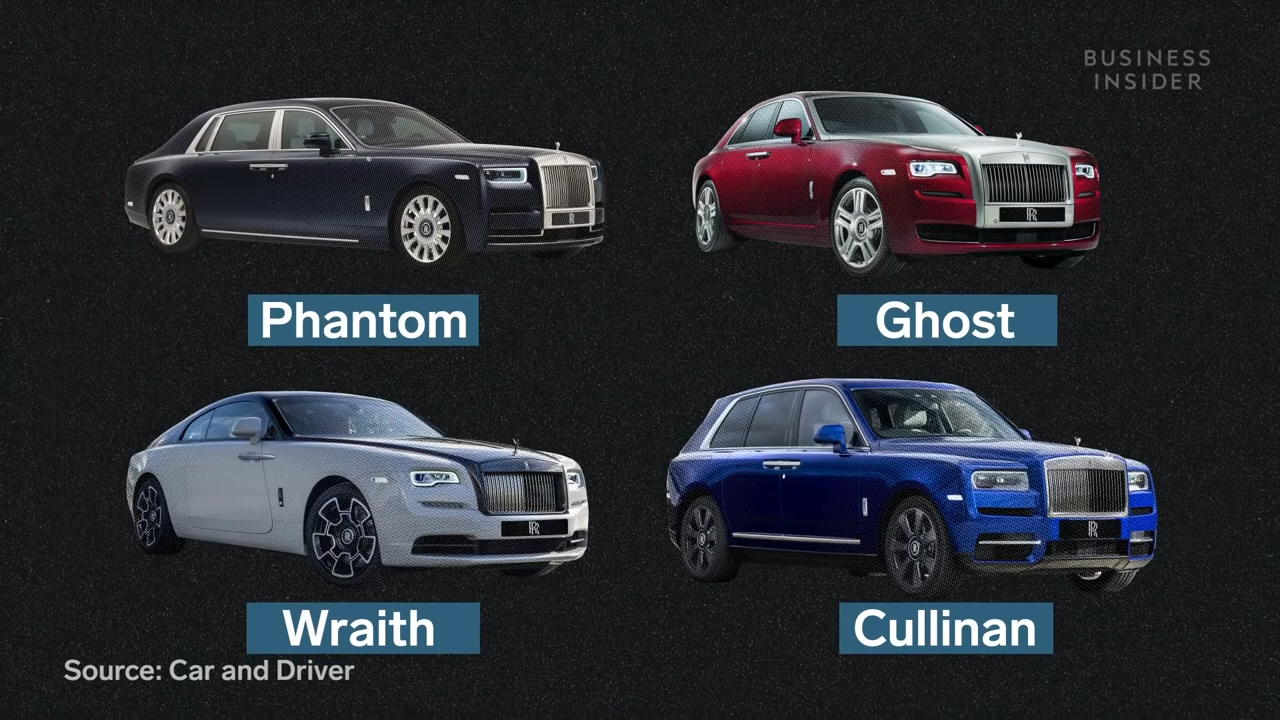 BUSINESS
INSIDER
Phantom
Ghost
Wraith
Cullinan
Source: Car and Driver